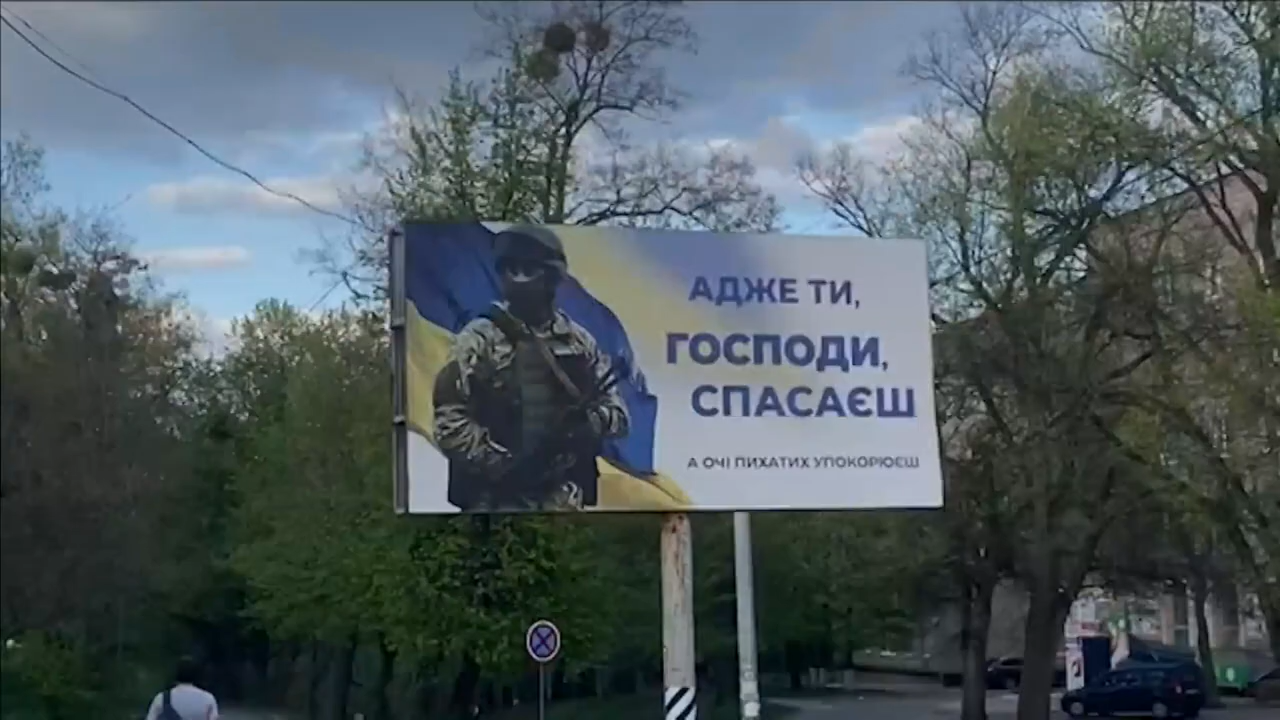 АДЖЕ ТИ,
ГОСПОДИ,
СПАСАЄШ
А ОЧІ ПИХАТИХ УПОКОРЮЄШ